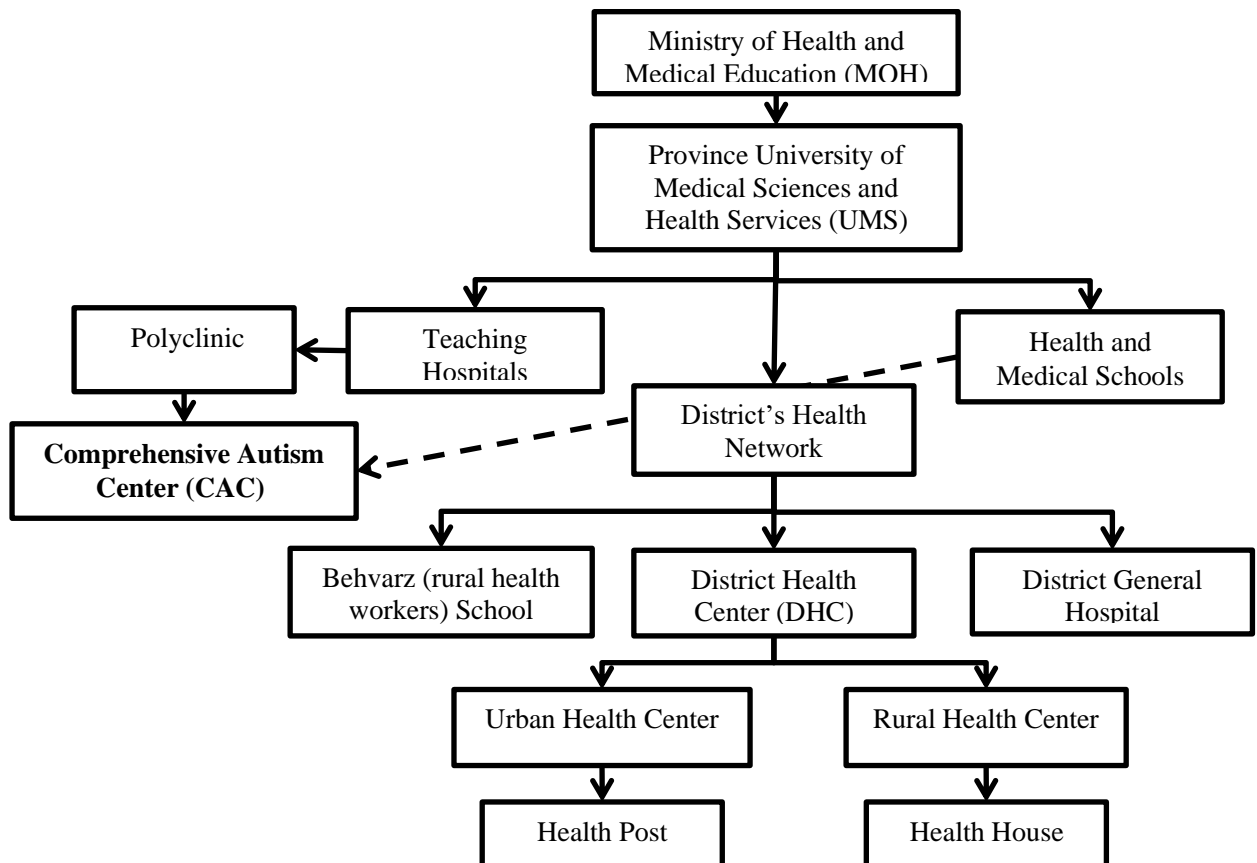 Ministry of Health and
Medical Education (MOH)
Province University of
Medical Sciences and
Health Services (UMS)
Polyclinic
Teaching
Hospitals
Health and
Medical Schools
Comprehensive Autism
Center (CAC)
District’s Health
Network
Behvarz (rural health
workers) School
District Health
Center (DHC)
District General
Hospital
Urban Health Center
Rural Health Center
Health Post
Health House